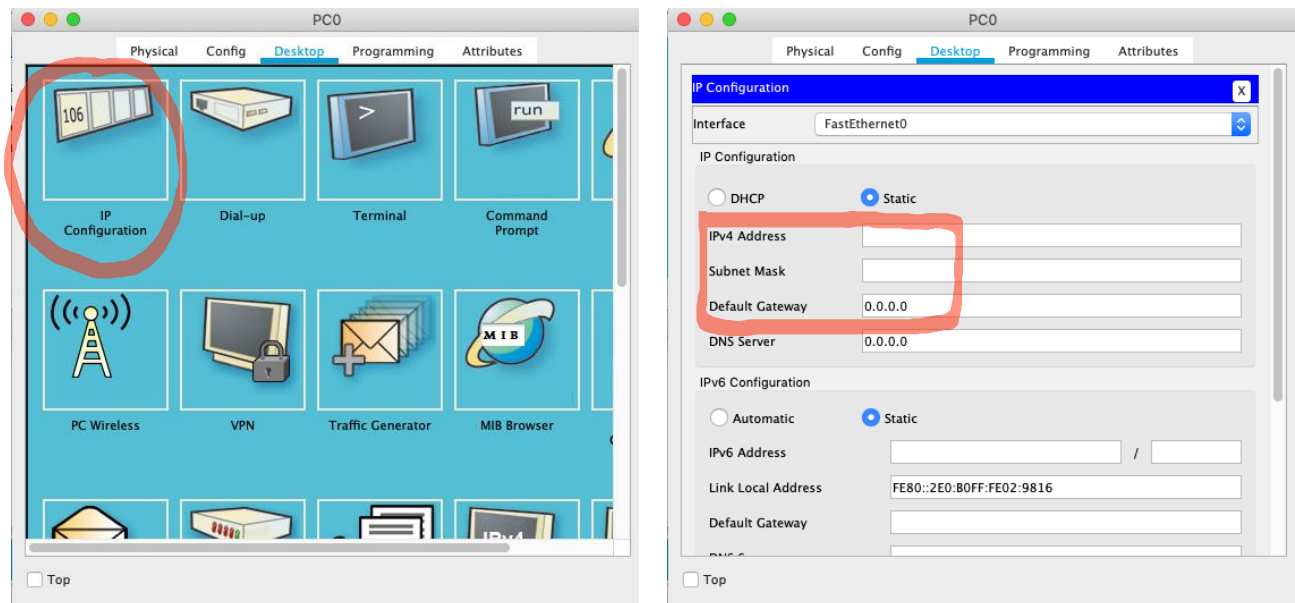 PC0
Physical Config Desktop Programming Attributes
106
run
IP
Configuration
Dial-up
Terminal
Command
Prompt
MIB
PC Wireless
VPN
Traffic Generator
MIB Browser
IPv4
Top
PC0
Physical Config Desktop Programming Attributes
IP Configuration
X
Interface FastEthernet0
IP Configuration
DHCP Static
IPv4 Address
Subnet Mask
Default Gateway 0.0.0.0
DNS Server 0.0.0.0
IPv6 Configuration
Automatic Static
IPv6 Address /
Link Local Address FE80::2E0:B0FF:FE02:9816
Default Gateway
Top